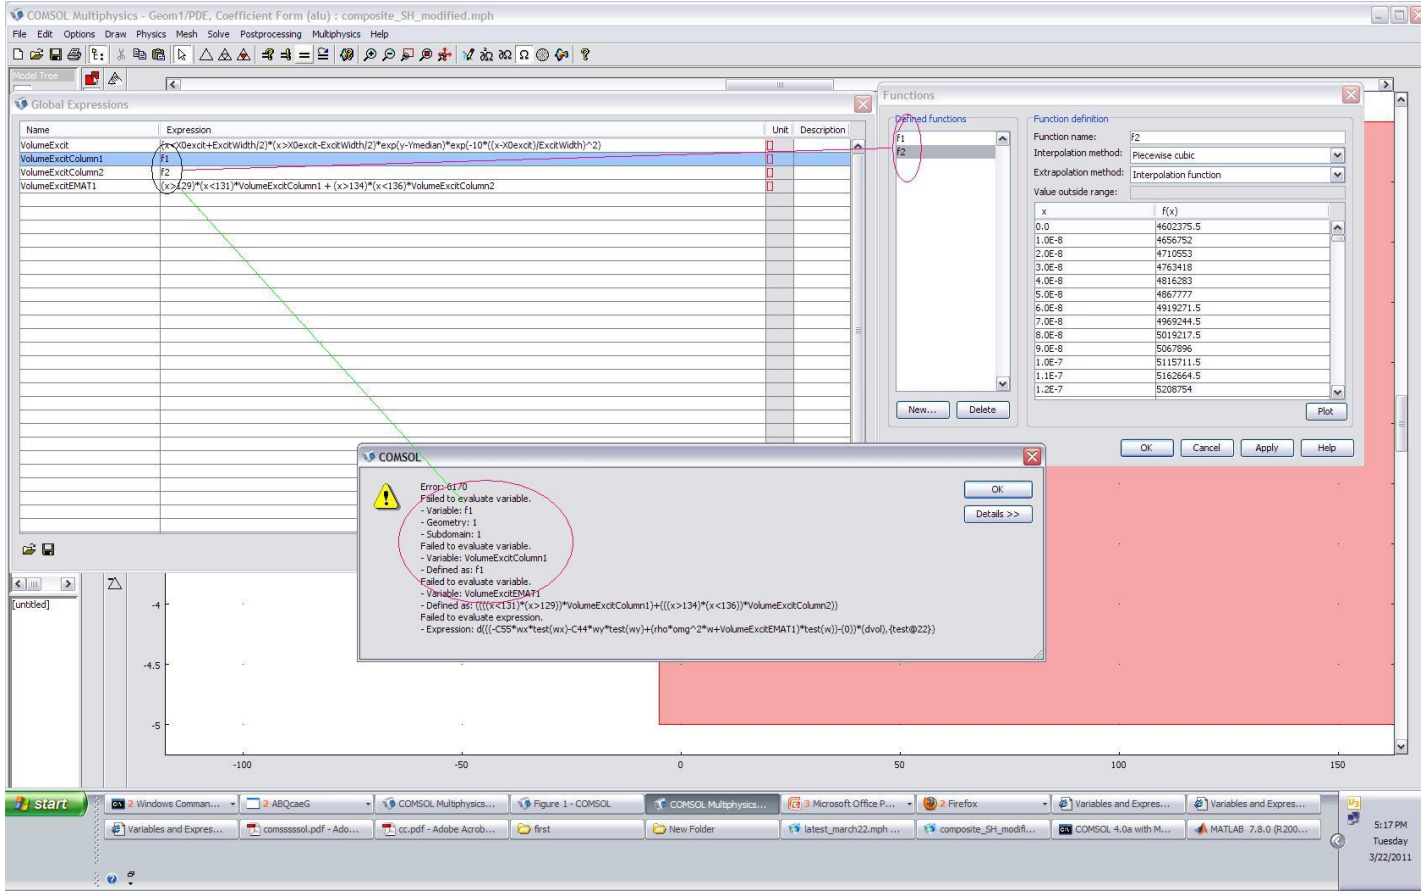 COMSOL Multiphysics - Geom1/PDE, Coefficient Form (alu) : composite_SH_modified.mph
File Edit Options Draw Physics Mesh Solve Postprocessing Multiphysics Help
Model Tree
Global Expressions
Name Expression Unit Description
VolumeExcit (x<X0excit+ExcitWidth/2)*(x>X0excit-ExcitWidth/2)*exp(y-Ymedian)*exp(-10*((x-X0excit)/ExcitWidth)^2)
VolumeExcitColumn1 f1
VolumeExcitColumn2 f2
VolumeExcitEMAT1 (x>129)*(x<131)*VolumeExcitColumn1 + (x>134)*(x<136)*VolumeExcitColumn2
Functions
Defined functions
f1
f2
New... Delete
Function definition
Function name: f2
Interpolation method: Piecewise cubic
Extrapolation method: Interpolation function
Value outside range:
x f(x)
0.0 4602375.5
1.0E-8 4656752
2.0E-8 4710553
3.0E-8 4763418
4.0E-8 4816283
5.0E-8 4867777
6.0E-8 4919271.5
7.0E-8 4969244.5
8.0E-8 5019217.5
9.0E-8 5067896
1.0E-7 5115711.5
1.1E-7 5162664.5
1.2E-7 5208754
Plot
OK Cancel Apply Help
COMSOL
Error: 6170
Failed to evaluate variable.
- Variable: f1
- Geometry: 1
- Subdomain: 1
Failed to evaluate variable.
- Variable: VolumeExcitColumn1
- Defined as: f1
Failed to evaluate variable.
- Variable: VolumeExcitEMAT1
- Defined as: ((((x<131)*(x>129))*VolumeExcitColumn1)+(((x>134)*(x<136))*VolumeExcitColumn2))
Failed to evaluate expression.
- Expression: d(((-C55*wx*test(wx)-C44*wy*test(wy)+(rho*omg^2*w+VolumeExcitEMAT1)*test(w))-(0))*(dvol),{test@22})
OK
Details >>
[untitled]
-4
-4.5
-5
-100 -50 0 50 100 150
start
2 Windows Comman... 2 ABQcaeG COMSOL Multiphysics... Figure 1 - COMSOL COMSOL Multiphysics... 3 Microsoft Office P... 2 Firefox Variables and Expres... Variables and Expres...
Variables and Expres... comsssssol.pdf - Ado... cc.pdf - Adobe Acrob... first New Folder latest_march22.mph ... composite_SH_modifi... COMSOL 4.0a with M... MATLAB 7.8.0 (R200...
5:17 PM
Tuesday
3/22/2011